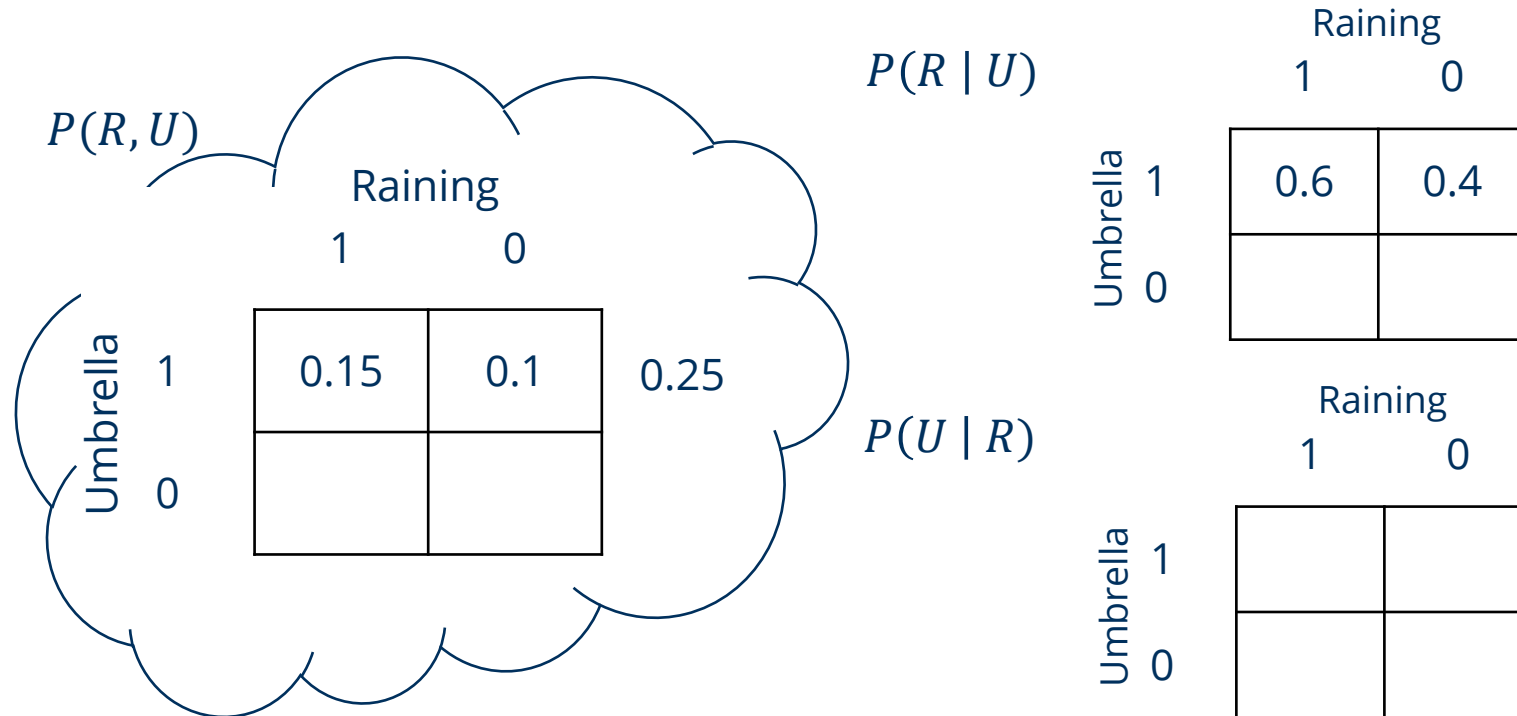 P(R, U)
Raining
1 0
Umbrella
1 0.15 0.1 0.25
0
P(R | U)
Raining
1 0
Umbrella
1 0.6 0.4
0
P(U | R)
Raining
1 0
Umbrella
1
0